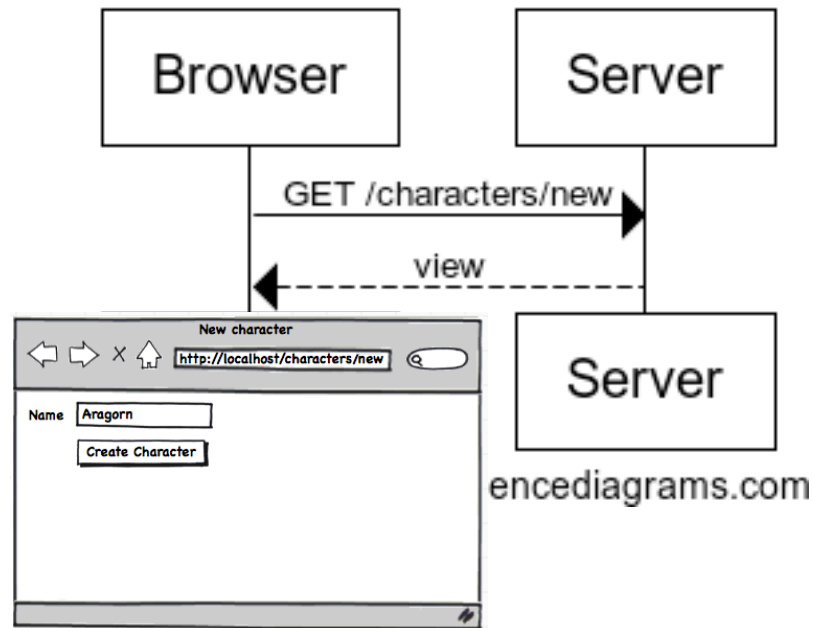 Browser
Server
GET /characters/new
view
New character
X
http://localhost/characters/new
Name
Aragorn
Create Character
Server
encediagrams.com